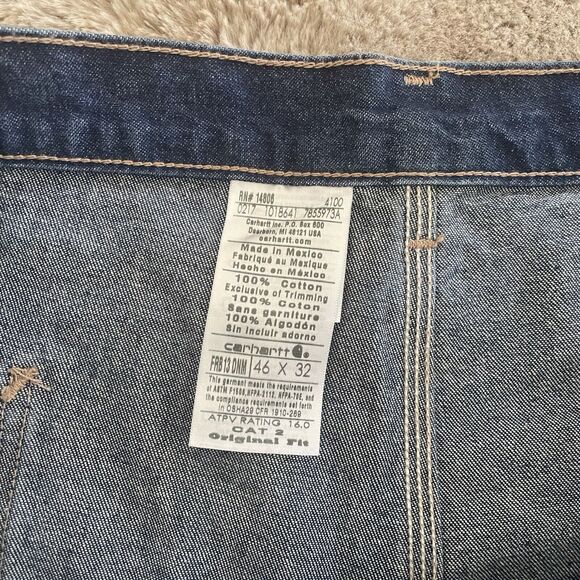 RN# 14806 4100
0217 1018641 7855973A
Carhartt Inc. P.O. Box 600
Dearborn, MI 48121 USA
carhartt.com
Made in Mexico
Fabriqué au Mexique
Hecho en México
100% Cotton
Exclusive of Trimming
100% Coton
Sans garniture
100% Algodón
Sin incluir adorno
carhartt
FRB13 DNM 46 X 32
This garment meets the requirements
of ASTM F1506, NFPA-2112, NFPA-70E, and
the compliance requirements set forth
in OSHA29 CFR 1910-269
ATPV RATING 16.0
CAT 2
Original Fit